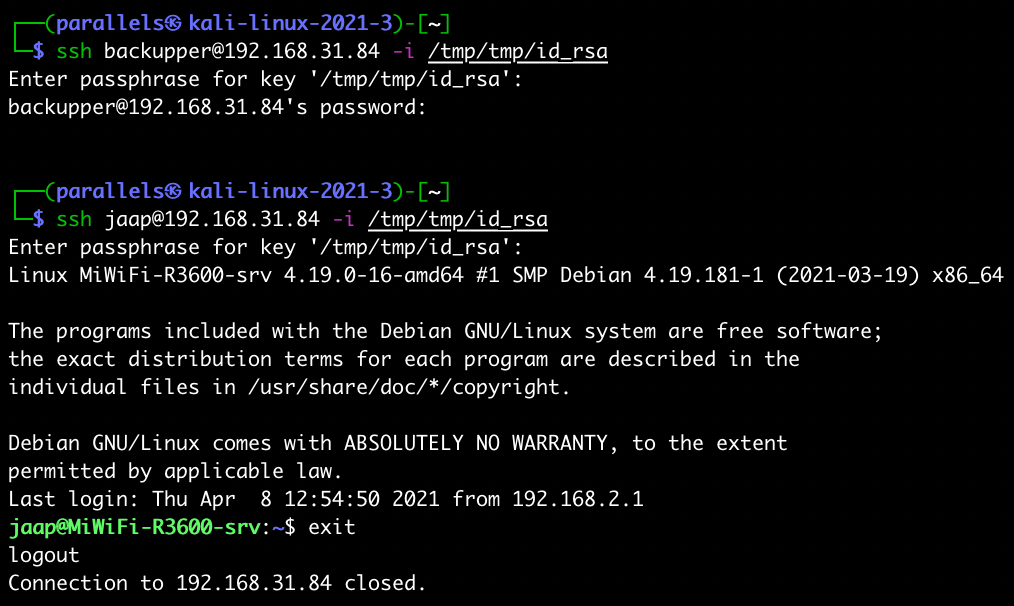 ┌──(parallels㉿kali-linux-2021-3)-[~]
└─$ ssh backupper@192.168.31.84 -i /tmp/tmp/id_rsa
Enter passphrase for key '/tmp/tmp/id_rsa':
backupper@192.168.31.84's password:
┌──(parallels㉿kali-linux-2021-3)-[~]
└─$ ssh jaap@192.168.31.84 -i /tmp/tmp/id_rsa
Enter passphrase for key '/tmp/tmp/id_rsa':
Linux MiWiFi-R3600-srv 4.19.0-16-amd64 #1 SMP Debian 4.19.181-1 (2021-03-19) x86_64
The programs included with the Debian GNU/Linux system are free software;
the exact distribution terms for each program are described in the
individual files in /usr/share/doc/*/copyright.
Debian GNU/Linux comes with ABSOLUTELY NO WARRANTY, to the extent
permitted by applicable law.
Last login: Thu Apr  8 12:54:50 2021 from 192.168.2.1
jaap@MiWiFi-R3600-srv:~$ exit
logout
Connection to 192.168.31.84 closed.